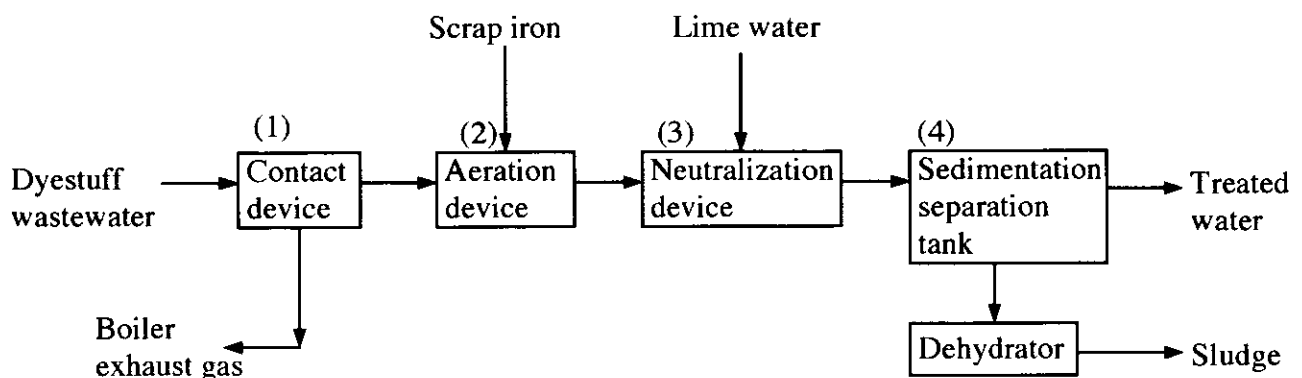 Scrap iron
Lime water
(1)
(2)
(3)
(4)
Dyestuff
wastewater
Contact
device
Aeration
device
Neutralization
device
Sedimentation
separation
tank
Treated
water
Boiler
exhaust gas
Dehydrator
Sludge